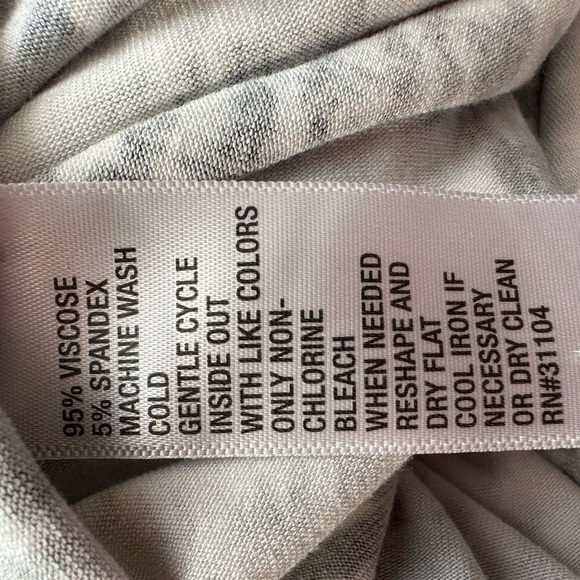 95% VISCOSE
5% SPANDEX
MACHINE WASH
COLD
GENTLE CYCLE
INSIDE OUT
WITH LIKE COLORS
ONLY NON-
CHLORINE
BLEACH
WHEN NEEDED
RESHAPE AND
DRY FLAT
COOL IRON IF
NECESSARY
OR DRY CLEAN
RN#31104